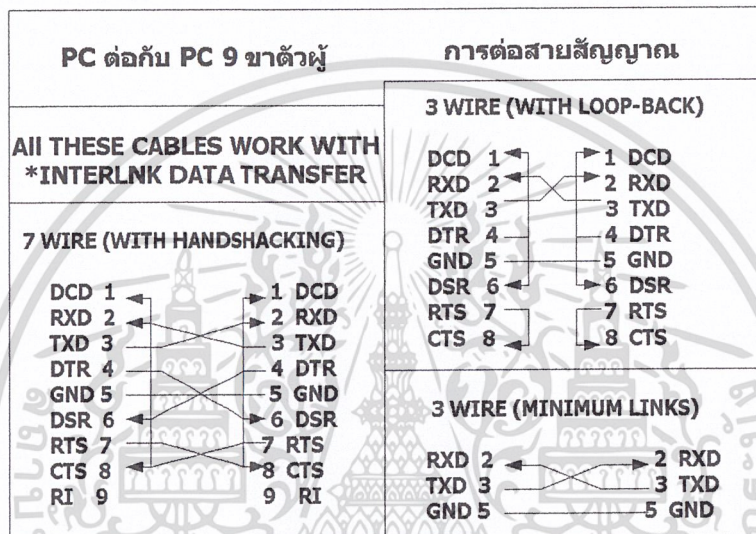 PC ต่อกับ PC 9 ขาตัวผู้
All THESE CABLES WORK WITH
*INTERLNK DATA TRANSFER
7 WIRE (WITH HANDSHACKING)
DCD 1 1 DCD
RXD 2 2 RXD
TXD 3 3 TXD
DTR 4 4 DTR
GND 5 5 GND
DSR 6 6 DSR
RTS 7 7 RTS
CTS 8 8 CTS
RI 9 9 RI
การต่อสายสัญญาณ
3 WIRE (WITH LOOP-BACK)
DCD 1 1 DCD
RXD 2 2 RXD
TXD 3 3 TXD
DTR 4 4 DTR
GND 5 5 GND
DSR 6 6 DSR
RTS 7 7 RTS
CTS 8 8 CTS
3 WIRE (MINIMUM LINKS)
RXD 2 2 RXD
TXD 3 3 TXD
GND 5 5 GND